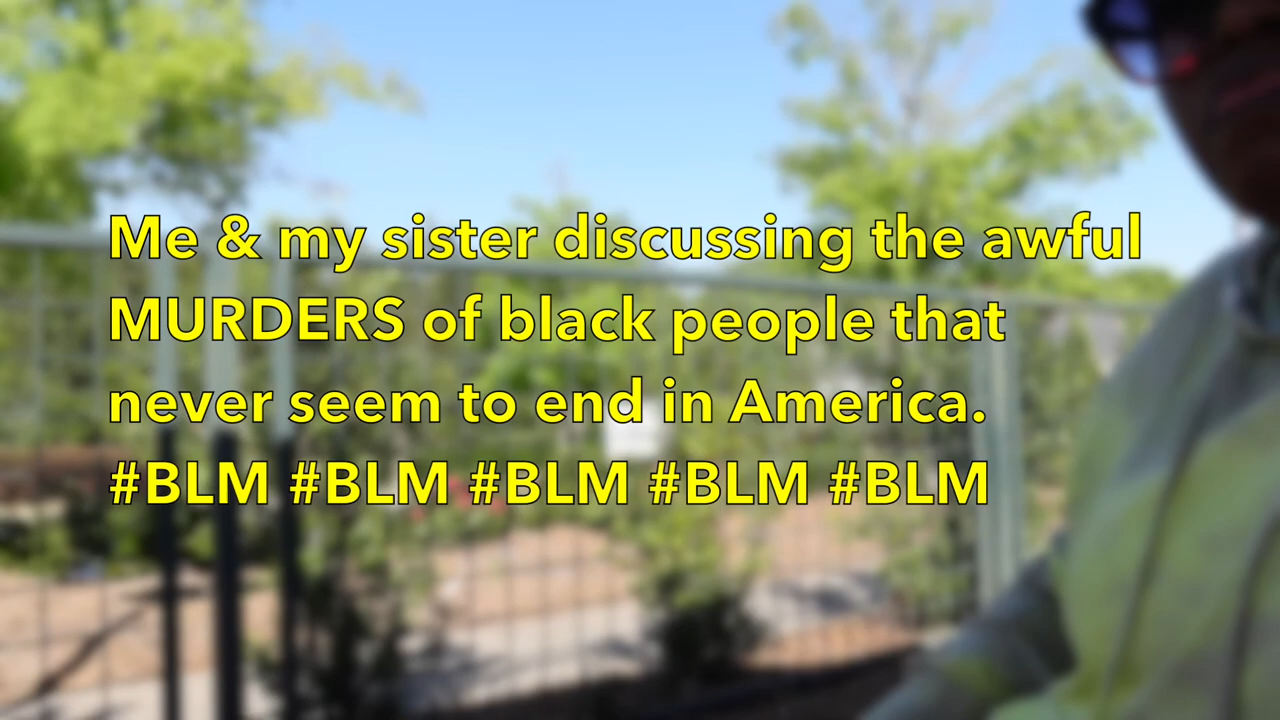 Me & my sister discussing the awful
MURDERS of black people that
never seem to end in America.
#BLM #BLM #BLM #BLM #BLM